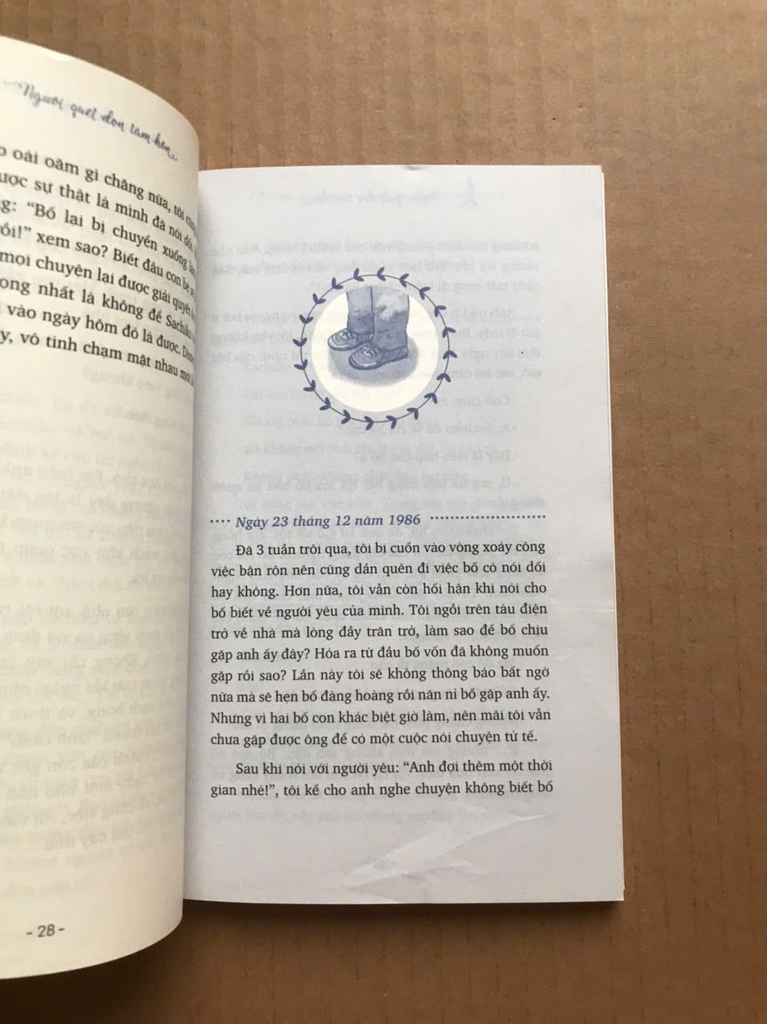 Người quét dọn tâm hồn
oái oăm gì chăng nữa, tôi
sự thật là mình đã nói dối.
"Bố lại bị chuyển xuống
rồi!" xem sao? Biết đâu con bé
mọi chuyện lại được giải quyết
nhất là không để Sachiko
vào ngày hôm đó là được.
vô tình chạm mặt nhau
- 28 -
Ngày 23 tháng 12 năm 1986
Đã 3 tuần trôi qua, tôi bị cuốn vào vòng xoáy công
việc bận rộn nên cũng dần quên đi việc bố có nói dối
hay không. Hơn nữa, tôi vẫn còn hối hận khi nói cho
bố biết về người yêu của mình. Tôi ngồi trên tàu điện
trở về nhà mà lòng đầy trăn trở, làm sao để bố chịu
gặp anh ấy đây? Hóa ra từ đầu bố vốn đã không muốn
gặp rồi sao? Lần này tôi sẽ không thông báo bất ngờ
nữa mà sẽ hẹn bố đàng hoàng rồi năn nỉ bố gặp anh ấy.
Nhưng vì hai bố con khác biệt giờ làm, nên mãi tôi vẫn
chưa gặp được ông để có một cuộc nói chuyện tử tế.
Sau khi nói với người yêu: "Anh đợi thêm một thời
gian nhé!", tôi kể cho anh nghe chuyện không biết bố